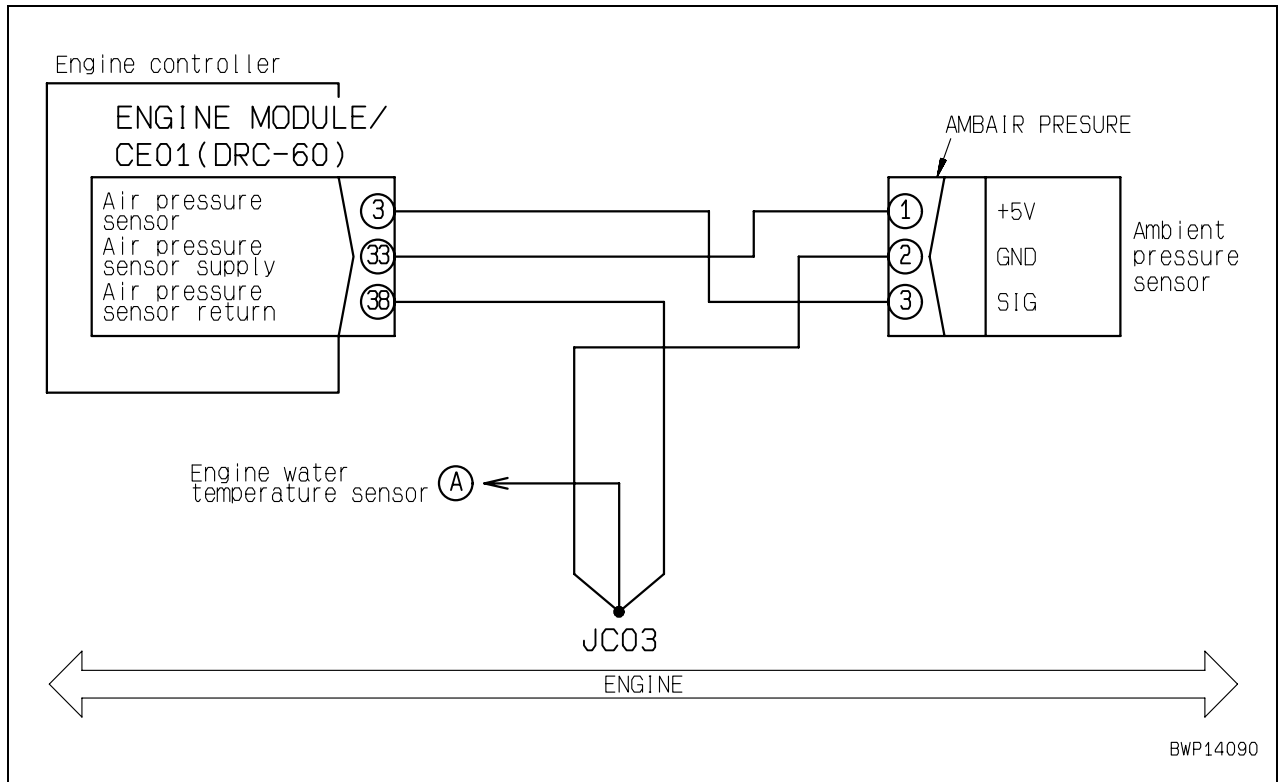 Engine controller
ENGINE MODULE/
CE01(DRC-60)
AMBAIR PRESURE
Air pressure
sensor
3
Air pressure
sensor supply
33
Air pressure
sensor return
38
1
+5V
2
GND
3
SIG
Ambient
pressure
sensor
Engine water
temperature sensor
A
JC03
ENGINE
BWP14090